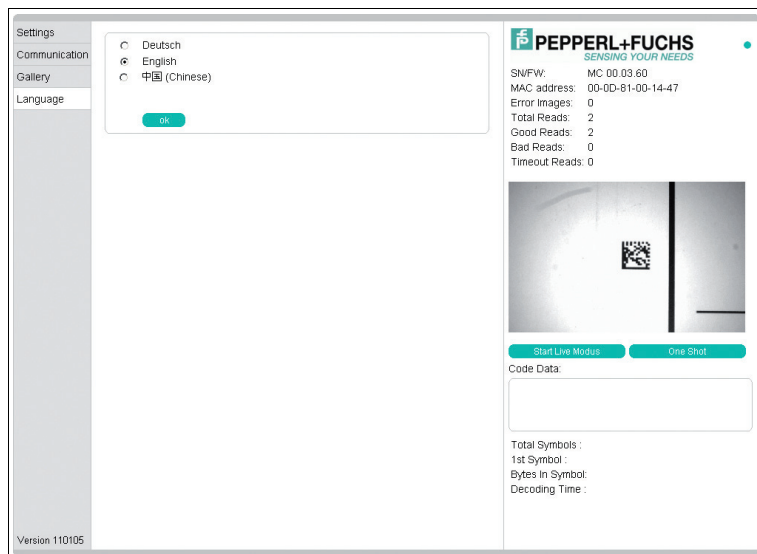 Settings
Communication
Gallery
Language
Deutsch
English
中国 (Chinese)
ok
Version 110105
PEPPERL+FUCHS
SENSING YOUR NEEDS
SN/FW: MC 00.03.60
MAC address: 00-0D-81-00-14-47
Error Images: 0
Total Reads: 2
Good Reads: 2
Bad Reads: 0
Timeout Reads: 0
Start Live Modus
One Shot
Code Data:
Total Symbols :
1st Symbol :
Bytes In Symbol:
Decoding Time :